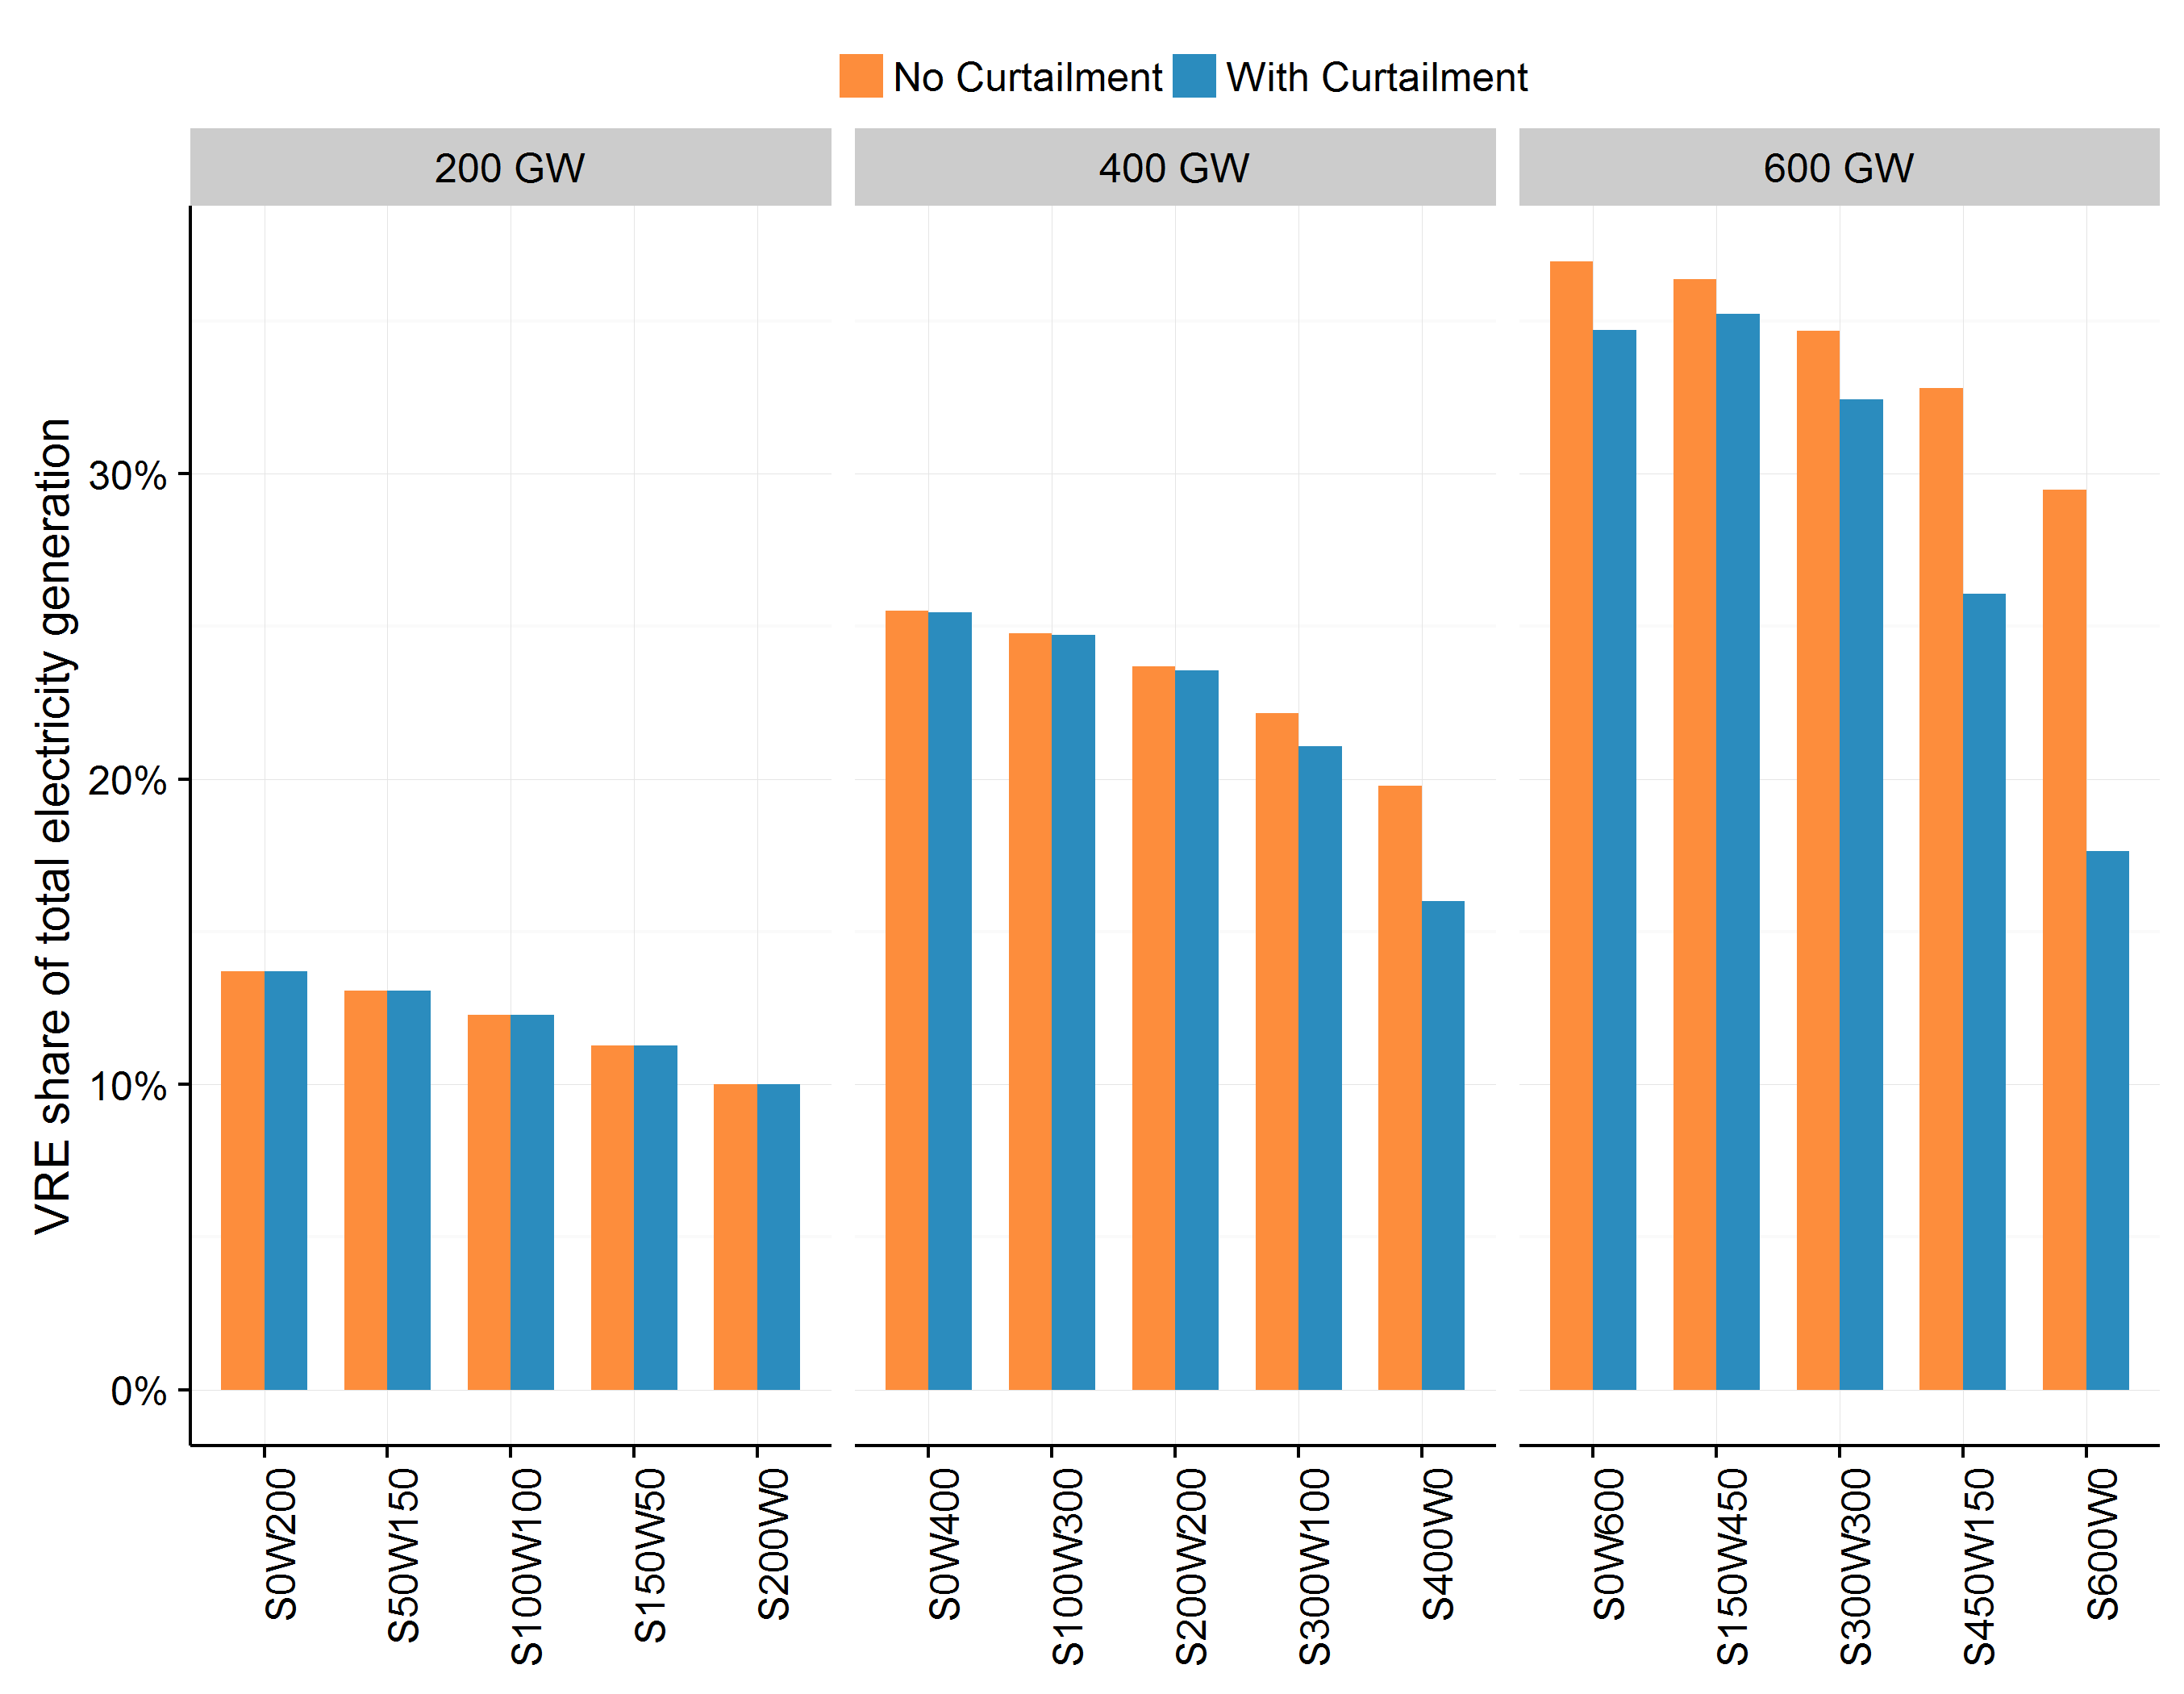 No Curtailment With Curtailment
200 GW 400 GW 600 GW
VRE share of total electricity generation
30%
20%
10%
0%
S0W200 S50W150 S100W100 S150W50 S200W0 S0W400 S100W300 S200W200 S300W100 S400W0 S0W600 S150W450 S300W300 S450W150 S600W0